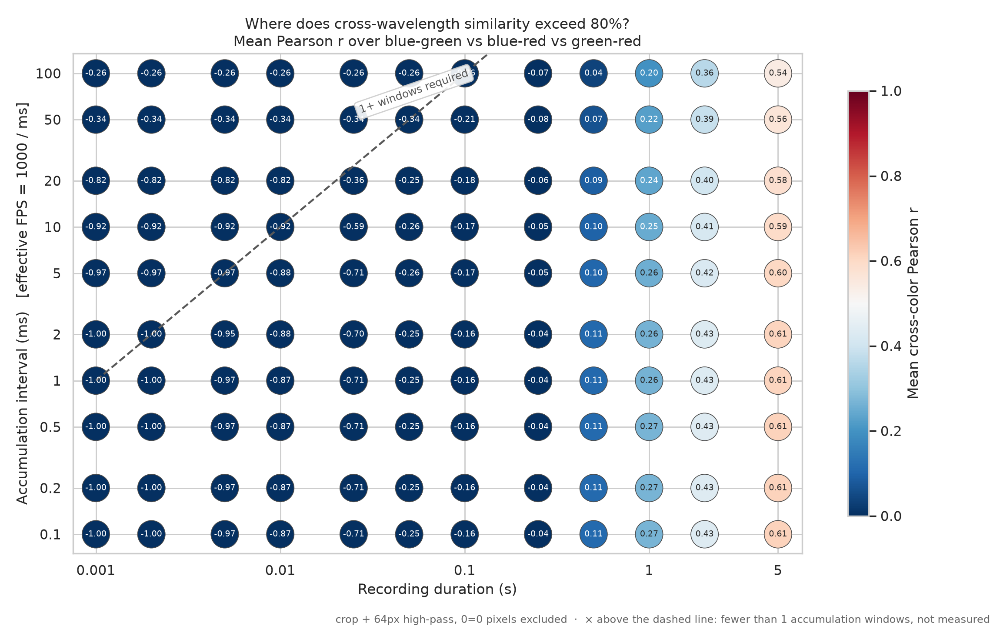 Where does cross-wavelength similarity exceed 80%?
Mean Pearson r over blue-green vs blue-red vs green-red
Accumulation interval (ms)   [effective FPS = 1000 / ms]
100 -0.26 -0.26 -0.26 -0.26 -0.26 -0.26 -0.07 0.04 0.20 0.36 0.54
1+ windows required
50 -0.34 -0.34 -0.34 -0.34 -0.34 -0.34 -0.21 -0.08 0.07 0.22 0.39 0.56
20 -0.82 -0.82 -0.82 -0.82 -0.36 -0.25 -0.18 -0.06 0.09 0.24 0.40 0.58
10 -0.92 -0.92 -0.92 -0.92 -0.59 -0.26 -0.17 -0.05 0.10 0.25 0.41 0.59
5 -0.97 -0.97 -0.97 -0.88 -0.71 -0.26 -0.17 -0.05 0.10 0.26 0.42 0.60
2 -1.00 -1.00 -0.95 -0.88 -0.70 -0.25 -0.16 -0.04 0.11 0.26 0.43 0.61
1 -1.00 -1.00 -0.97 -0.87 -0.71 -0.25 -0.16 -0.04 0.11 0.26 0.43 0.61
0.5 -1.00 -1.00 -0.97 -0.87 -0.71 -0.25 -0.16 -0.04 0.11 0.27 0.43 0.61
0.2 -1.00 -1.00 -0.97 -0.87 -0.71 -0.25 -0.16 -0.04 0.11 0.27 0.43 0.61
0.1 -1.00 -1.00 -0.97 -0.87 -0.71 -0.25 -0.16 -0.04 0.11 0.27 0.43 0.61
0.001 0.01 0.1 1 5
Recording duration (s)
1.0
0.8
0.6
0.4
0.2
0.0
Mean cross-color Pearson r
crop + 64px high-pass, 0=0 pixels excluded · × above the dashed line: fewer than 1 accumulation windows, not measured